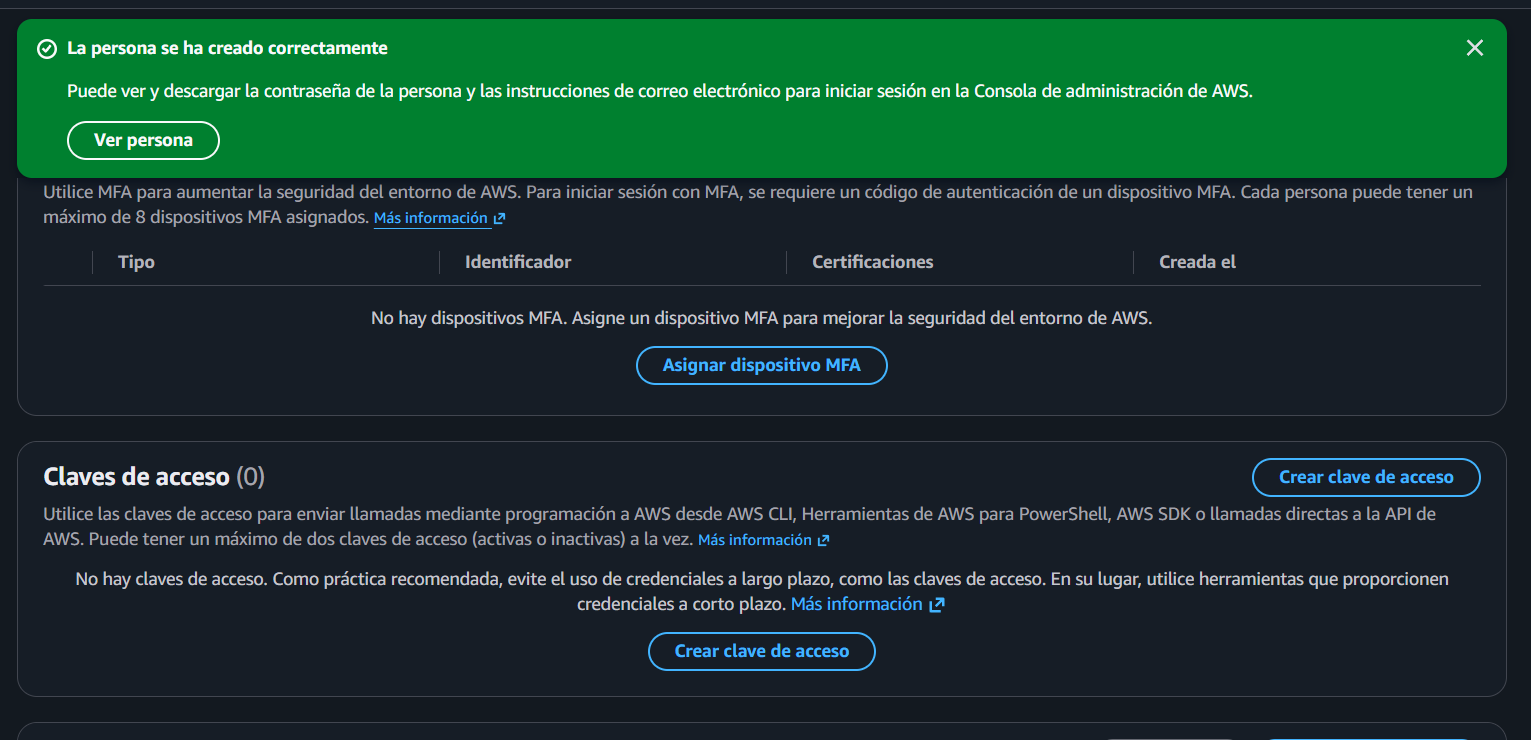 La persona se ha creado correctamente
Puede ver y descargar la contraseña de la persona y las instrucciones de correo electrónico para iniciar sesión en la Consola de administración de AWS.
Ver persona
Utilice MFA para aumentar la seguridad del entorno de AWS. Para iniciar sesión con MFA, se requiere un código de autenticación de un dispositivo MFA. Cada persona puede tener un
máximo de 8 dispositivos MFA asignados. Más información
Tipo Identificador Certificaciones Creada el
No hay dispositivos MFA. Asigne un dispositivo MFA para mejorar la seguridad del entorno de AWS.
Asignar dispositivo MFA
Claves de acceso (0)
Crear clave de acceso
Utilice las claves de acceso para enviar llamadas mediante programación a AWS desde AWS CLI, Herramientas de AWS para PowerShell, AWS SDK o llamadas directas a la API de
AWS. Puede tener un máximo de dos claves de acceso (activas o inactivas) a la vez. Más información
No hay claves de acceso. Como práctica recomendada, evite el uso de credenciales a largo plazo, como las claves de acceso. En su lugar, utilice herramientas que proporcionen
credenciales a corto plazo. Más información
Crear clave de acceso